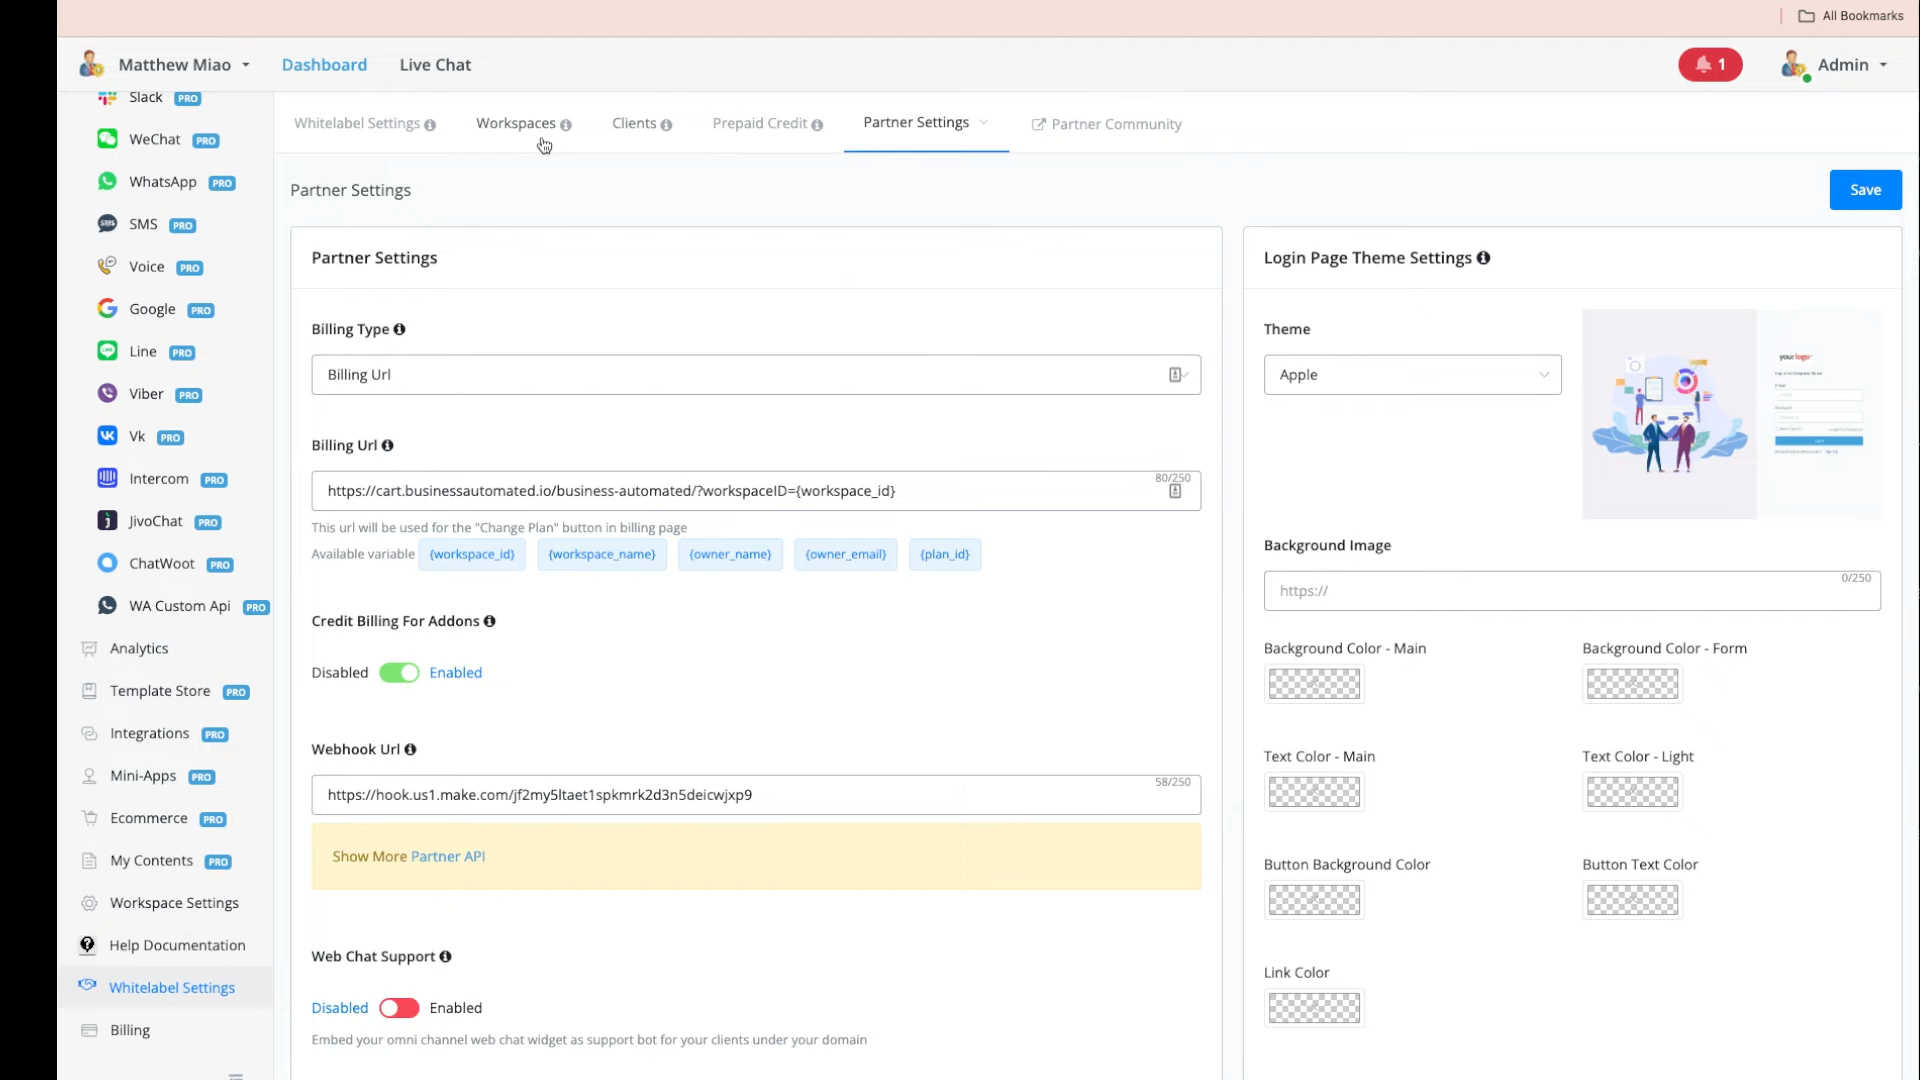 All Bookmarks
Matthew Miao
Dashboard
Live Chat
1
Admin
Slack PRO
WeChat PRO
WhatsApp PRO
SMS PRO
Voice PRO
Google PRO
Line PRO
Viber PRO
Vk PRO
Intercom PRO
JivoChat PRO
ChatWoot PRO
WA Custom Api PRO
Analytics
Template Store PRO
Integrations PRO
Mini-Apps PRO
Ecommerce PRO
My Contents PRO
Workspace Settings
Help Documentation
Whitelabel Settings
Billing
Whitelabel Settings
Workspaces
Clients
Prepaid Credit
Partner Settings
Partner Community
Partner Settings
Save
Partner Settings
Billing Type
Billing Url
Billing Url
80/250
https://cart.businessautomated.io/business-automated/?workspaceID={workspace_id}
This url will be used for the "Change Plan" button in billing page
Available variable {workspace_id} {workspace_name} {owner_name} {owner_email} {plan_id}
Credit Billing For Addons
Disabled Enabled
Webhook Url
58/250
https://hook.us1.make.com/jf2my5ltaet1spkmrk2d3n5deicwjxp9
Show More Partner API
Web Chat Support
Disabled Enabled
Embed your omni channel web chat widget as support bot for your clients under your domain
Login Page Theme Settings
Theme
Apple
your logo
Background Image
0/250
https://
Background Color - Main
Background Color - Form
Text Color - Main
Text Color - Light
Button Background Color
Button Text Color
Link Color